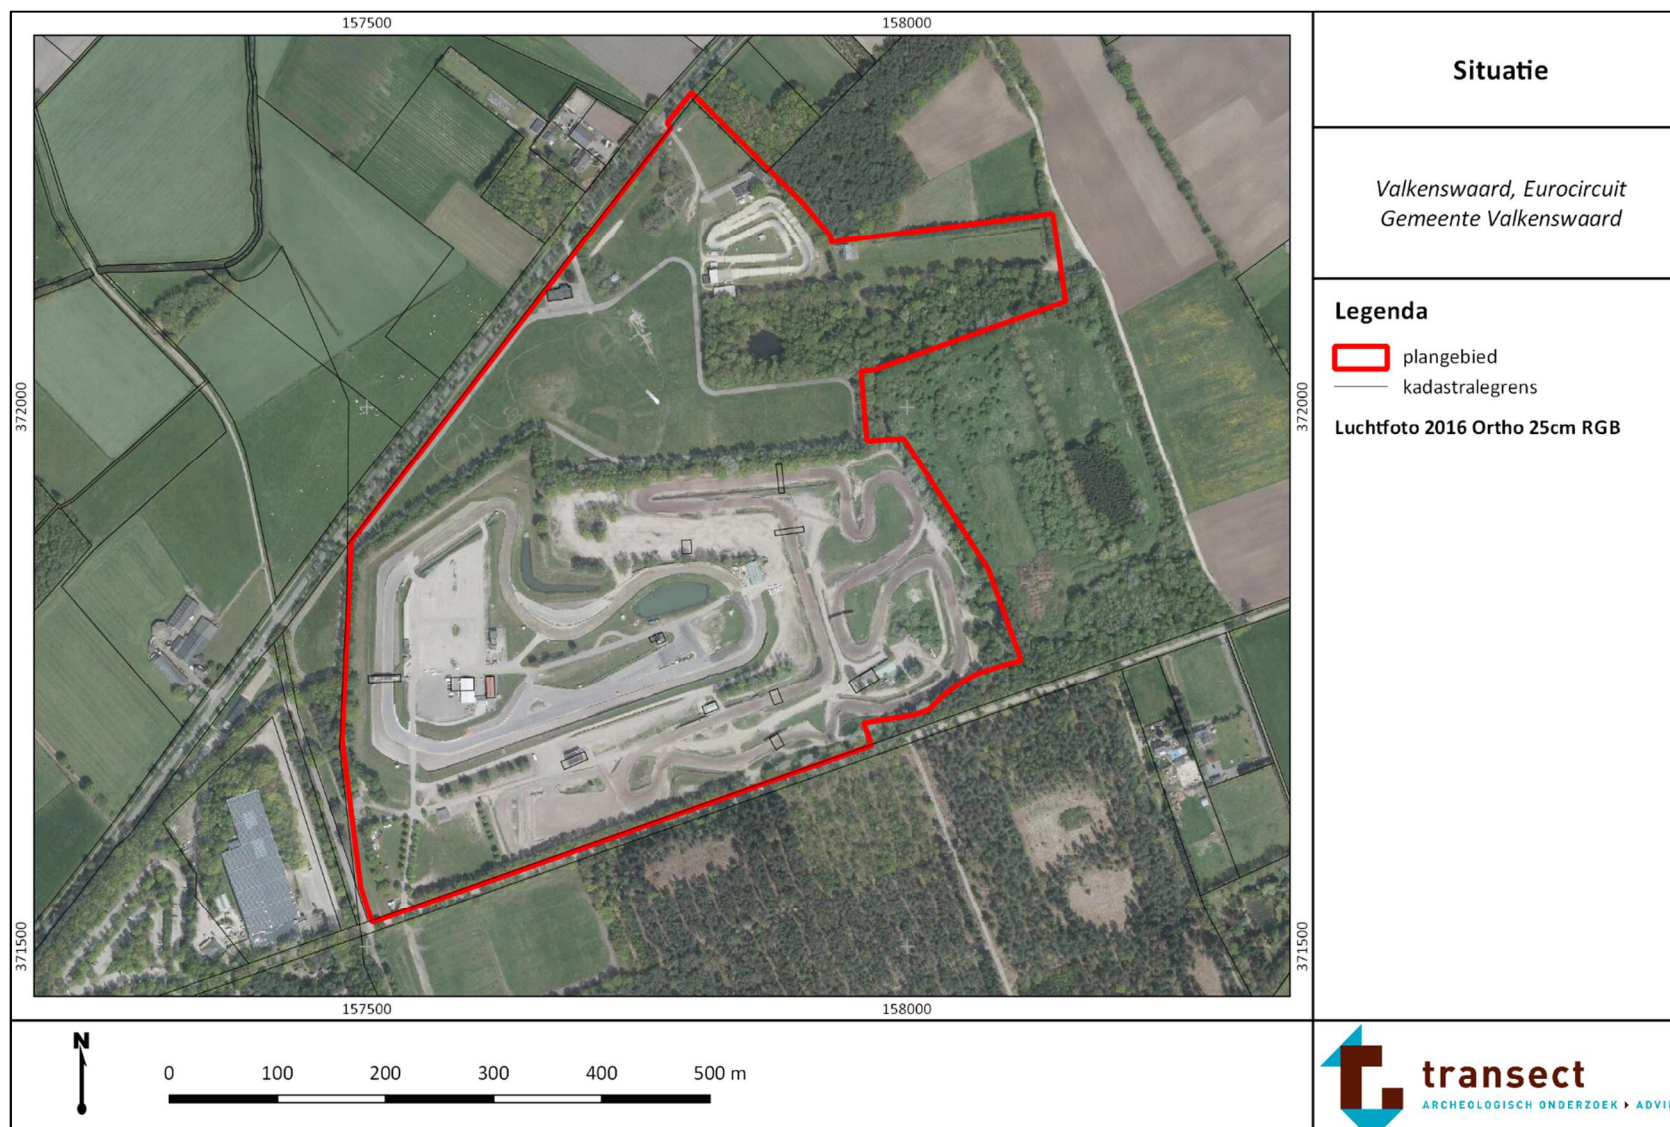 157500
158000
372000
372000
371500
371500
157500
158000
Situatie
Valkenswaard, Eurocircuit
Gemeente Valkenswaard
Legenda
plangebied
kadastralegrens
Luchtfoto 2016 Ortho 25cm RGB
N
0 100 200 300 400 500 m
transect
ARCHEOLOGISCH ONDERZOEK ADVI